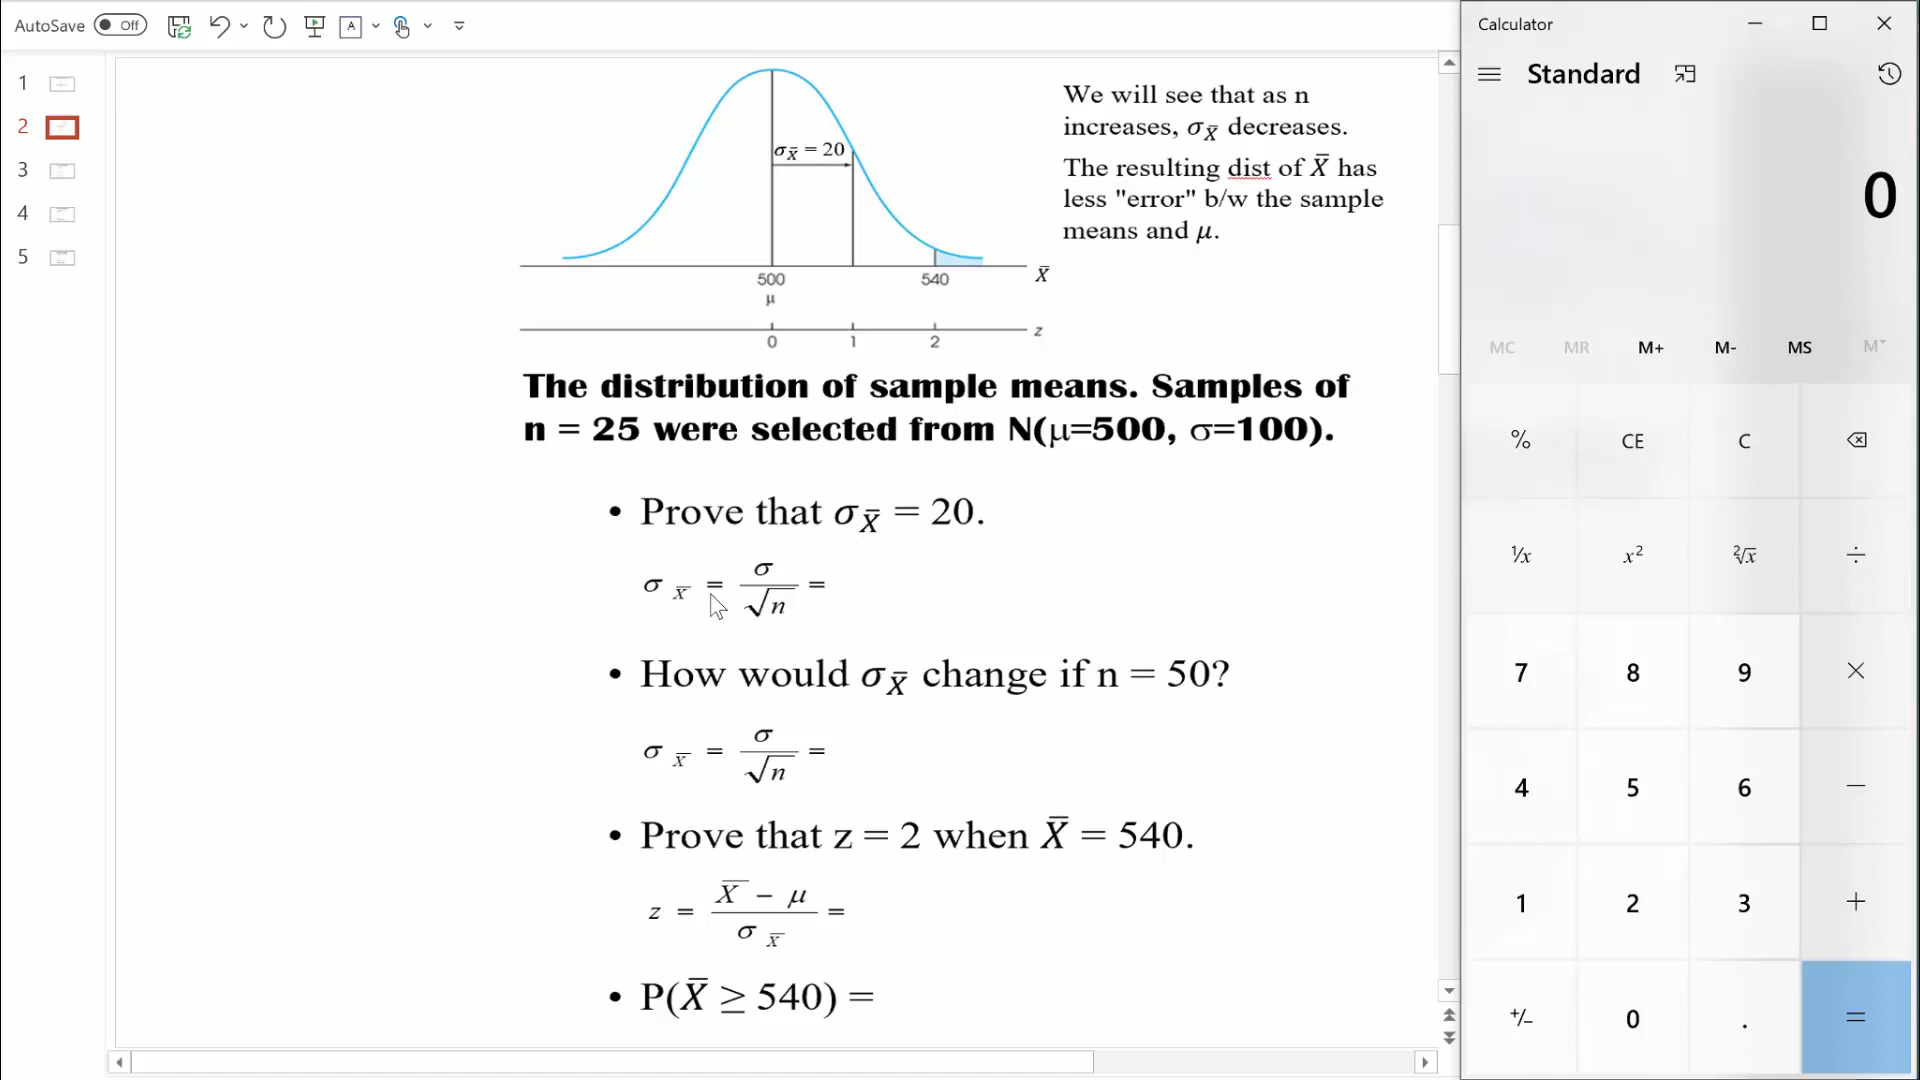 AutoSave Off A
Calculator
Standard
0
MC MR M+ M- MS M˅
% CE C
¹/x x² ²√x ÷
7 8 9 ×
4 5 6 −
1 2 3 +
+/− 0 . =
1
2
3
4
5
σX̅ = 20
500 540 X̅
μ
z
0 1 2
We will see that as n
increases, σX̅ decreases.
The resulting dist of X̅ has
less "error" b/w the sample
means and μ.
The distribution of sample means. Samples of
n = 25 were selected from N(μ=500, σ=100).
• Prove that σX̅ = 20.
σ X̅ = σ / √n =
• How would σX̅ change if n = 50?
σ X̅ = σ / √n =
• Prove that z = 2 when X̅ = 540.
z = X̅ − μ / σ X̅ =
• P(X̅ ≥ 540) =